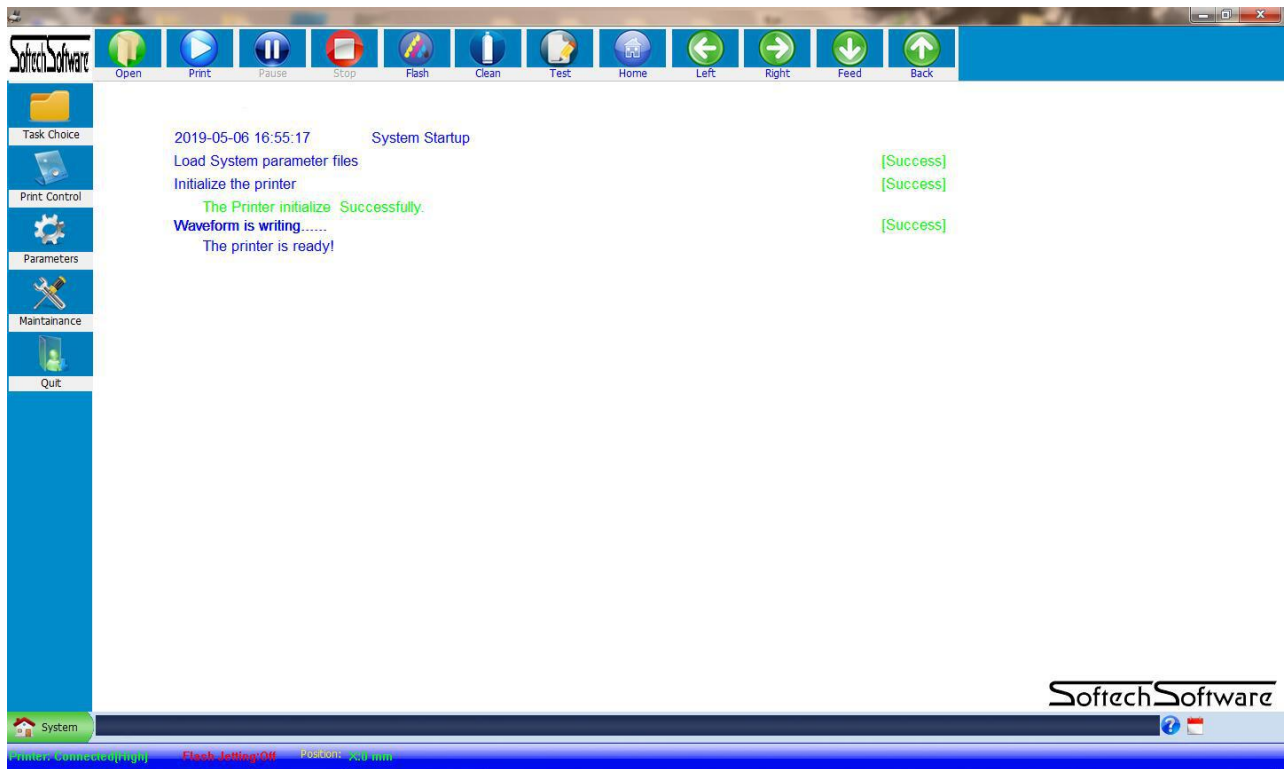 SoftechSoftware
Open Print Pause Stop Flash Clean Test Home Left Right Feed Back
Task Choice
Print Control
Parameters
Maintainance
Quit
2019-05-06 16:55:17 System Startup
Load System parameter files [Success]
Initialize the printer [Success]
The Printer initialize Successfully.
Waveform is writing...... [Success]
The printer is ready!
SoftechSoftware
System
Printer: Connected[High] Flash Jetting:Off Position: X:0 mm